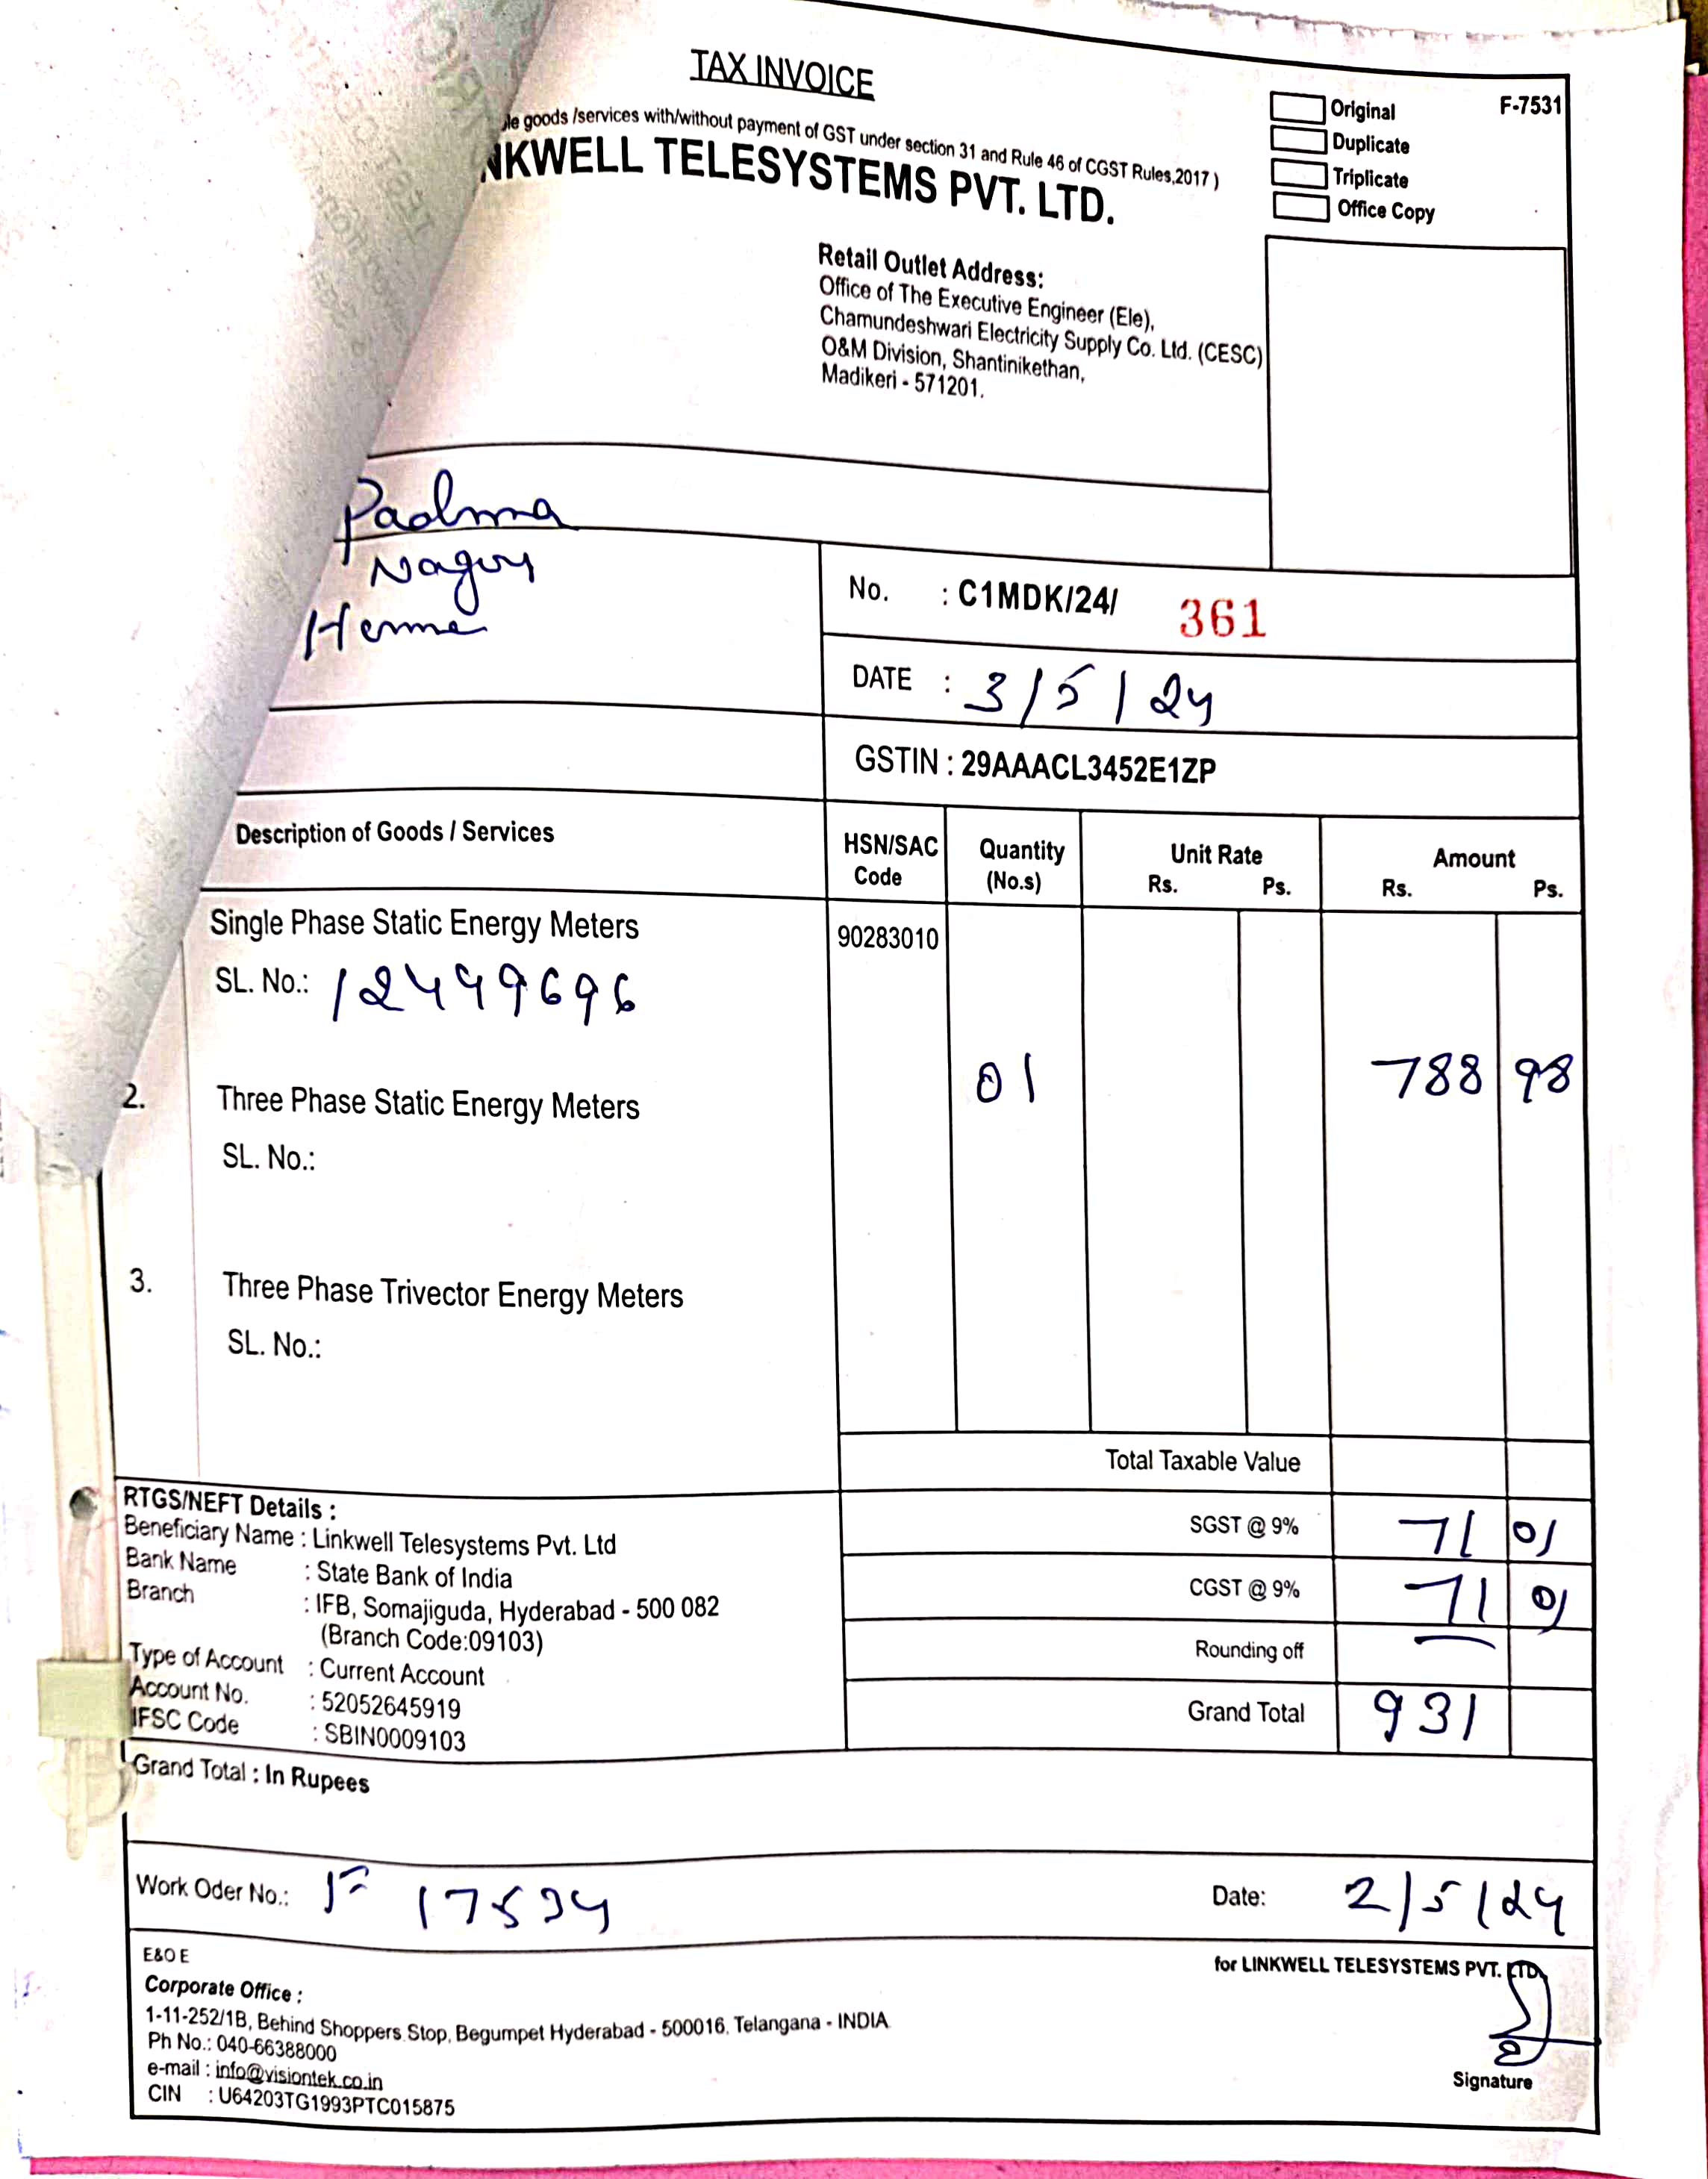 TAX INVOICE
goods /services with/without payment of GST under section 31 and Rule 46 of CGST Rules,2017 )
NKWELL TELESYSTEMS PVT. LTD.
Original
F-7531
Duplicate
Triplicate
Office Copy
Retail Outlet Address:
Office of The Executive Engineer (Ele),
Chamundeshwari Electricity Supply Co. Ltd. (CESC)
O&M Division, Shantinikethan,
Madikeri - 571201.
Padma
No. : C1MDK/24/ 361
DATE : 3/5/24
GSTIN : 29AAACL3452E1ZP
Description of Goods / Services HSN/SAC Code Quantity (No.s) Unit Rate Rs. Ps. Amount Rs. Ps.
Single Phase Static Energy Meters 90283010
SL. No.: 12449696
01 788 98
2. Three Phase Static Energy Meters
SL. No.:
3. Three Phase Trivector Energy Meters
SL. No.:
Total Taxable Value
SGST @ 9% 71 01
CGST @ 9% 71 01
Rounding off —
Grand Total 931
RTGS/NEFT Details :
Beneficiary Name : Linkwell Telesystems Pvt. Ltd
Bank Name : State Bank of India
Branch : IFB, Somajiguda, Hyderabad - 500 082
(Branch Code:09103)
Type of Account : Current Account
Account No. : 52052645919
IFSC Code : SBIN0009103
Grand Total : In Rupees
Work Oder No.: 17534 Date: 2/5/24
E&O E
for LINKWELL TELESYSTEMS PVT. LTD.
Corporate Office :
1-11-252/1B, Behind Shoppers Stop, Begumpet Hyderabad - 500016. Telangana - INDIA
Ph No.: 040-66388000
e-mail : info@visiontek.co.in
CIN : U64203TG1993PTC015875
Signature